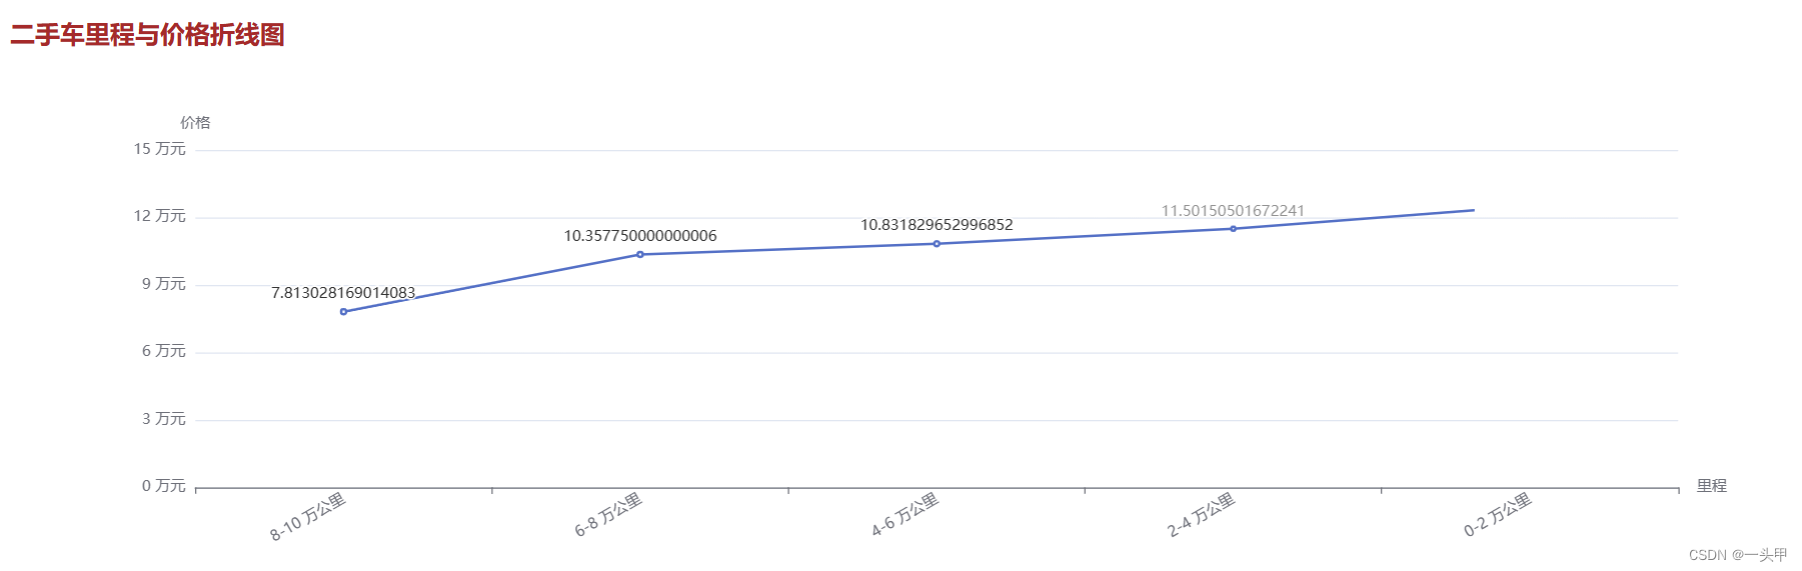 二手车里程与价格折线图
价格
15 万元
12 万元
9 万元
6 万元
3 万元
0 万元
7.813028169014083
10.357750000000006
10.831829652996852
11.50150501672241
8-10 万公里
6-8 万公里
4-6 万公里
2-4 万公里
0-2 万公里
里程
CSDN @一头甲